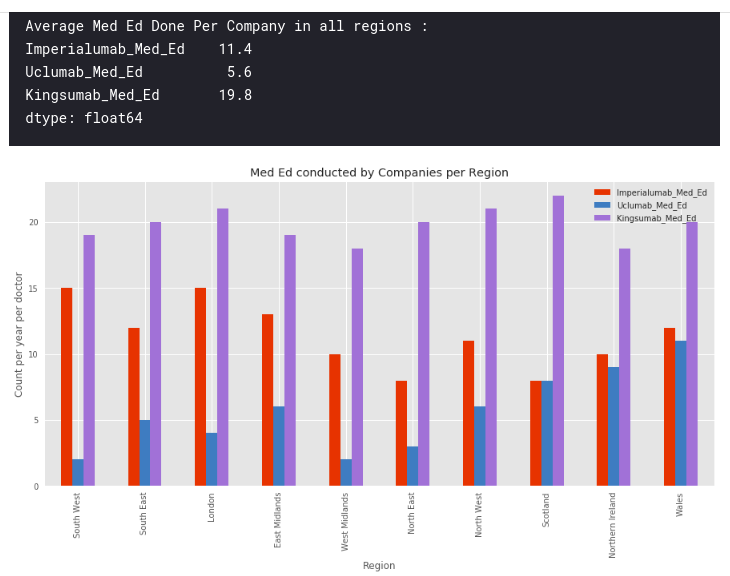 Average Med Ed Done Per Company in all regions :
Imperialumab_Med_Ed    11.4
Uclumab_Med_Ed          5.6
Kingsumab_Med_Ed       19.8
dtype: float64
Med Ed conducted by Companies per Region
Imperialumab_Med_Ed
Uclumab_Med_Ed
Kingsumab_Med_Ed
Count per year per doctor
20
15
10
5
0
South West
South East
London
East Midlands
West Midlands
North East
North West
Scotland
Northern Ireland
Wales
Region